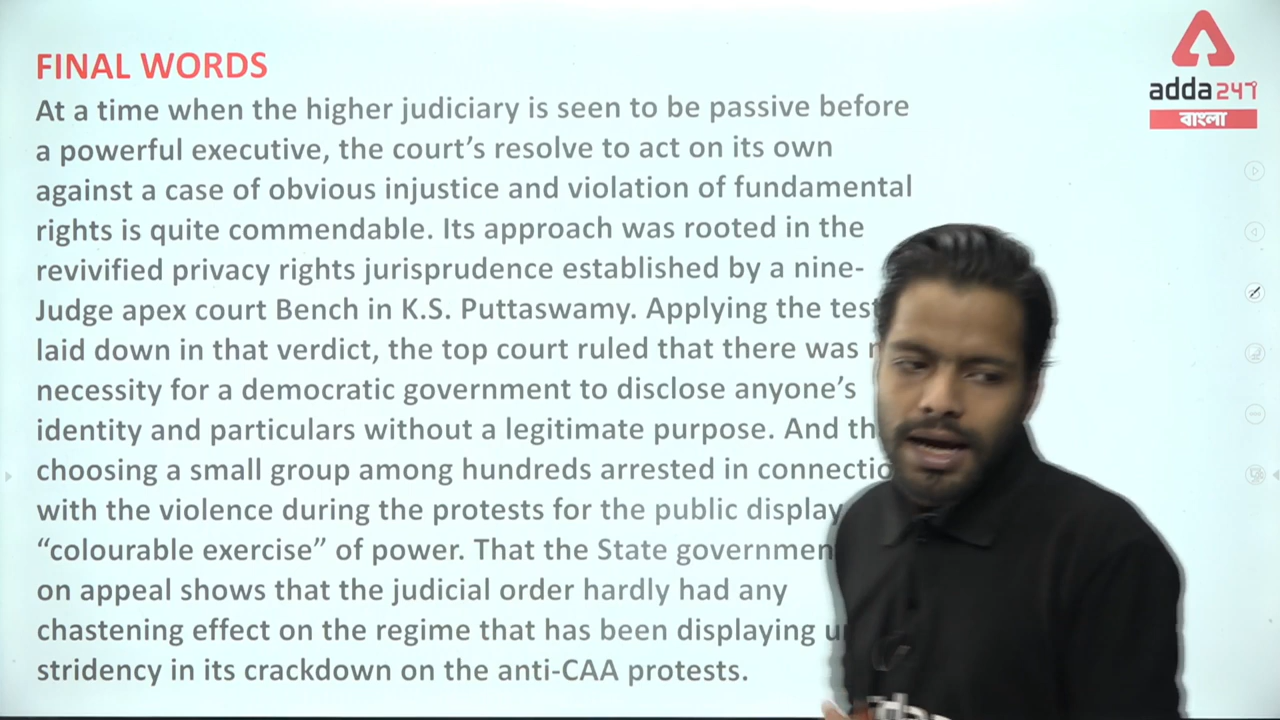 FINAL WORDS
At a time when the higher judiciary is seen to be passive before
a powerful executive, the court's resolve to act on its own
against a case of obvious injustice and violation of fundamental
rights is quite commendable. Its approach was rooted in the
revivified privacy rights jurisprudence established by a nine-
Judge apex court Bench in K.S. Puttaswamy. Applying the
laid down in that verdict, the top court ruled that there was
necessity for a democratic government to disclose anyone's
identity and particulars without a legitimate purpose. And
choosing a small group among hundreds arrested in
with the violence during the protests for the public display
“colourable exercise” of power. That the State
on appeal shows that the judicial order hardly had any
chastening effect on the regime that has been displaying
stridency in its crackdown on the anti-CAA protests.
adda247
বাংলা